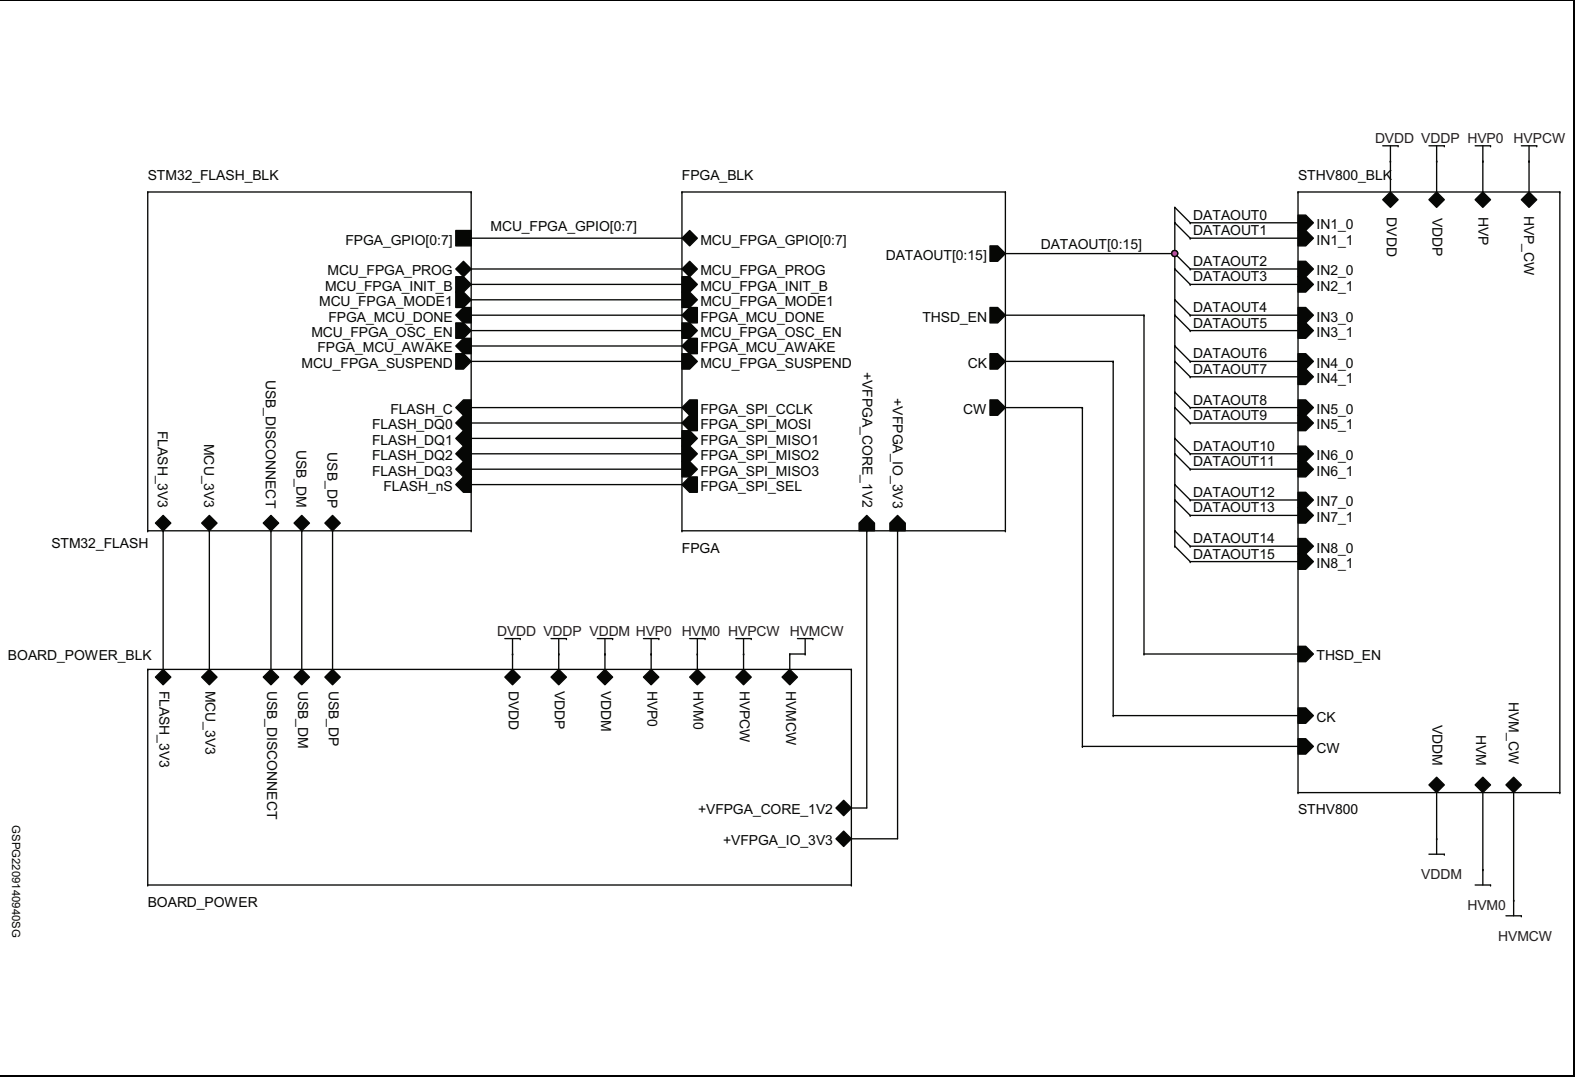 DVDD VDDP HVP0 HVPCW
STM32_FLASH_BLK
FPGA_BLK
STHV800_BLK
FPGA_GPIO[0:7]
MCU_FPGA_PROG
MCU_FPGA_INIT_B
MCU_FPGA_MODE1
FPGA_MCU_DONE
MCU_FPGA_OSC_EN
FPGA_MCU_AWAKE
MCU_FPGA_SUSPEND
FLASH_C
FLASH_DQ0
FLASH_DQ1
FLASH_DQ2
FLASH_DQ3
FLASH_nS
FLASH_3V3
MCU_3V3
USB_DISCONNECT
USB_DM
USB_DP
STM32_FLASH
MCU_FPGA_GPIO[0:7]
MCU_FPGA_GPIO[0:7]
MCU_FPGA_PROG
MCU_FPGA_INIT_B
MCU_FPGA_MODE1
FPGA_MCU_DONE
MCU_FPGA_OSC_EN
FPGA_MCU_AWAKE
MCU_FPGA_SUSPEND
FPGA_SPI_CCLK
FPGA_SPI_MOSI
FPGA_SPI_MISO1
FPGA_SPI_MISO2
FPGA_SPI_MISO3
FPGA_SPI_SEL
DATAOUT[0:15]
THSD_EN
CK
CW
+VFPGA_CORE_1V2
+VFPGA_IO_3V3
FPGA
DATAOUT[0:15]
DATAOUT0
DATAOUT1
DATAOUT2
DATAOUT3
DATAOUT4
DATAOUT5
DATAOUT6
DATAOUT7
DATAOUT8
DATAOUT9
DATAOUT10
DATAOUT11
DATAOUT12
DATAOUT13
DATAOUT14
DATAOUT15
IN1_0
IN1_1
IN2_0
IN2_1
IN3_0
IN3_1
IN4_0
IN4_1
IN5_0
IN5_1
IN6_0
IN6_1
IN7_0
IN7_1
IN8_0
IN8_1
DVDD
VDDP
HVP
HVP_CW
THSD_EN
CK
CW
VDDM
HVM
HVM_CW
STHV800
VDDM
HVM0
HVMCW
BOARD_POWER_BLK
DVDD VDDP VDDM HVP0 HVM0 HVPCW HVMCW
FLASH_3V3
MCU_3V3
USB_DISCONNECT
USB_DM
USB_DP
DVDD
VDDP
VDDM
HVP0
HVM0
HVPCW
HVMCW
+VFPGA_CORE_1V2
+VFPGA_IO_3V3
BOARD_POWER
GSPG2209140940SG